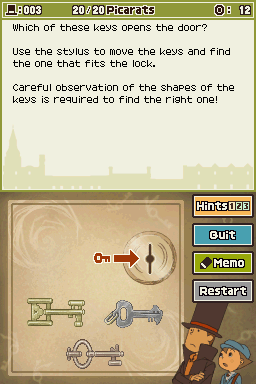 :003 20/20 Picarats : 12
Which of these keys opens the door?
Use the stylus to move the keys and find
the one that fits the lock.
Careful observation of the shapes of the
keys is required to find the right one!
Hints 1 2 3
Quit
Memo
Restart